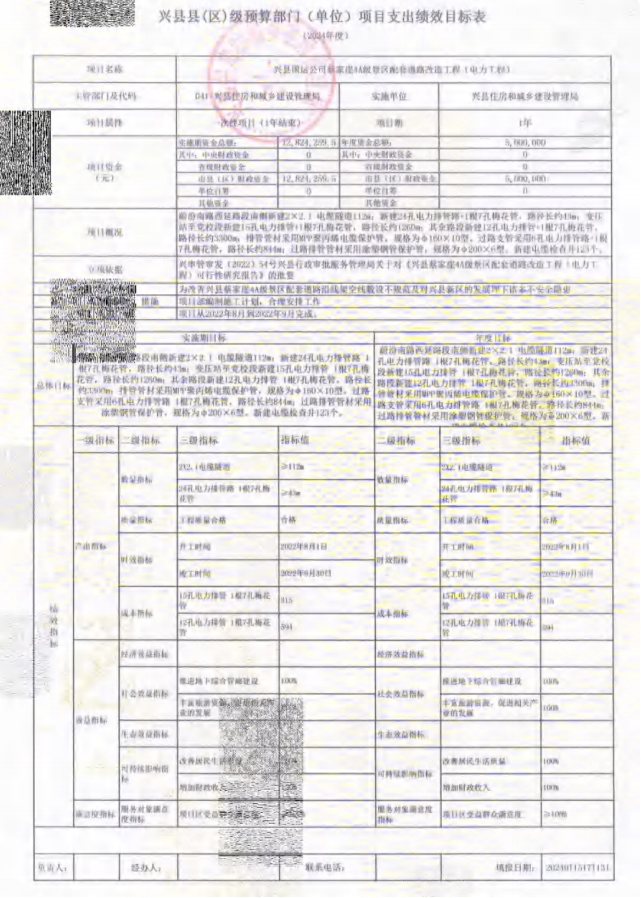 兴县县(区)级预算部门（单位）项目支出绩效目标表
(2024年度)
项目名称
兴县
公司蔡家崖4A级景区配套道路改造工程（电力工程）
主管部门及代码
041-兴县住房和城乡建设管理局
实施单位
兴县住房和城乡建设管理局
项目属性
一次性项目（1年结束）
项目期
1年
项目资金
（元）
实施期资金总额：
12,824,259.5
年度资金总额：
5,000,000
其中：中央财政资金
0
其中：中央财政资金
0
省级财政资金
0
省级财政资金
0
市县（区）财政资金
12,824,259.5
市县（区）财政资金
5,000,000
单位自筹
0
单位自筹
0
其他资金
其他资金
项目概况
蔚汾南路西延路段南侧新建2×2.1 电缆隧道112m；新建24孔电力排管路 1根7孔梅花管，路径长约43m，变压
站至党校段新建15孔电力排管 1根7孔梅花管，路径长约1260m；其余路段新建12孔电力排管 1根7孔梅花管，
路径长约3300m，排管管材采用MPP聚丙烯电缆保护管，规格为φ160×10型，过路支管采用6孔电力排管路 1根
7孔梅花管，路径长约844m，过路排管管材采用涂塑钢管保护管，规格为φ200×6型，新建电缆检查井123个。
立项依据
兴审管审发（2022）54号兴县行政审批服务管理局关于对《兴县蔡家崖4A级景区配套道路改造工程（电力工
程）可行性研究报告》的批复
为改善兴县蔡家崖4A级景区配套道路沿线架空线敷设不规范及对兴县新区的发展埋下诸多不安全隐患
措施
项目部编制施工计划，合理安排工作
项目从2022年8月到2022年9月完成。
实施期目标
年度目标
总体目标
路段南侧新建2×2.1 电缆隧道112m；新建24孔电力排管路 1
根7孔梅花管，路径长约43m；变压站至党校段新建15孔电力排管 1根7孔梅花
管，路径长约1260m；其余路段新建12孔电力排管 1根7孔梅花管，路径长
约3300m，排管管材采用MPP聚丙烯电缆保护管，规格为φ160×10型，过路
支管采用6孔电力排管路 1根7孔梅花管，路径长约844m；过路排管管材采用
涂塑钢管保护管，规格为φ200×6型，新建电缆检查井123个。
蔚汾南路西延路段南侧新建2×2.1 电缆隧道112m；新建24
孔电力排管路 1根7孔梅花管，路径长约43m，变压站至党校
段新建15孔电力排管 1根7孔梅花管，路径长约1260m；其余
路段新建12孔电力排管 1根7孔梅花管，路径长约3300m，排
管管材采用MPP聚丙烯电缆保护管，规格为φ160×10型，过路
支管采用6孔电力排管路 1根7孔梅花管，路径长约844m，
过路排管管材采用涂塑钢管保护管，规格为φ200×6型，新
绩效指标
一级指标
二级指标
三级指标
指标值
二级指标
三级指标
指标值
产出指标
数量指标
2X2.1电缆隧道
≥112m
数量指标
2X2.1电缆隧道
≥112m
24孔电力排管路 1根7孔梅
花管
≥43m
24孔电力排管路 1根7孔梅
花管
≥43m
质量指标
工程质量合格
合格
质量指标
工程质量合格
合格
时效指标
开工时间
2022年8月1日
时效指标
开工时间
2022年8月1日
竣工时间
2022年9月30日
竣工时间
2022年9月30日
成本指标
15孔电力排管 1根7孔梅花
管
815
成本指标
15孔电力排管 1根7孔梅花
管
815
12孔电力排管 1根7孔梅花
管
594
12孔电力排管 1根7孔梅花
管
594
效益指标
经济效益指标
经济效益指标
社会效益指标
推进地下综合管廊建设
100%
社会效益指标
推进地下综合管廊建设
100%
丰富旅游资源，促进相关产
业的发展
丰富旅游资源，促进相关产
业的发展
100%
生态效益指标
生态效益指标
可持续影响指
标
改善居民生活质量
可持续影响指标
改善居民生活质量
100%
增加财政收入
增加财政收入
100%
满意度指标
服务对象满意
度指标
项目区受益群
服务对象满意度
指标
项目区受益群众满意度
≥100%
负责人：
经办人：
联系电话：
填报日期：